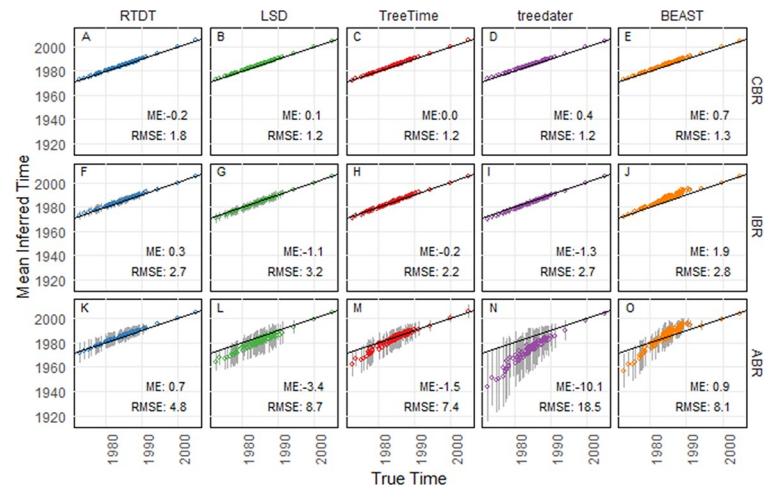 RTDT LSD TreeTime treedater BEAST
A B C D E
2000
1980
1960
1940
1920
ME:-0.2 ME: 0.1 ME:0.0 ME: 0.4 ME: 0.7
RMSE: 1.8 RMSE: 1.2 RMSE: 1.2 RMSE: 1.2 RMSE: 1.3
CBR
F G H I J
2000
1980
1960
1940
1920
ME: 0.3 ME:-1.1 ME:-0.2 ME:-1.3 ME: 1.9
RMSE: 2.7 RMSE: 3.2 RMSE: 2.2 RMSE: 2.7 RMSE: 2.8
IBR
Mean Inferred Time
K L M N O
2000
1980
1960
1940
1920
ME: 0.7 ME:-3.4 ME:-1.5 ME:-10.1 ME: 0.9
RMSE: 4.8 RMSE: 8.7 RMSE: 7.4 RMSE: 18.5 RMSE: 8.1
ABR
1980 1990 2000 1980 1990 2000 1980 1990 2000 1980 1990 2000 1980 1990 2000
True Time